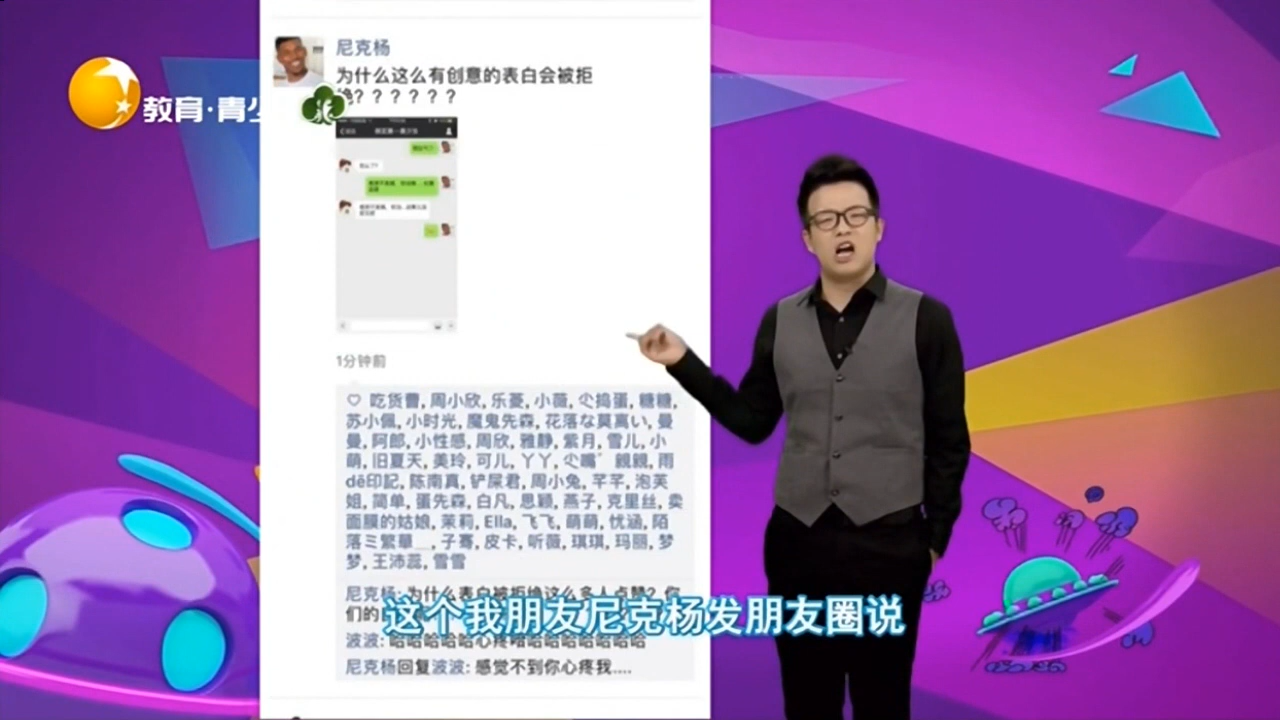 教育·青少
尼克杨
为什么这么有创意的表白会被拒
绝？？？？？？
1分钟前
♡ 吃货曹, 周小欣, 乐菱, 小薇, 尐捣蛋, 糖糖,
苏小佩, 小时光, 魔鬼先森, 花落な莫离い, 曼
曼, 阿郎, 小性感, 周欣, 雅静, 紫月, 雪儿, 小
萌, 旧夏天, 美玲, 可儿, 丫丫, 尐嘴゛親親, 雨
dē印記, 陈南真, 铲屎君, 周小兔, 芊芊, 泡芙
姐, 简单, 蛋先森, 白凡, 思颖, 燕子, 克里丝, 卖
面膜的姑娘, 茉莉, Ella, 飞飞, 萌萌, 忧涵, 陌
落ミ繁華__, 子骞, 皮卡, 听薇, 琪琪, 玛丽, 梦
梦, 王沛蕊, 雪雪
尼克杨: 为什么表白被拒绝这么多人点赞? 你
们的
这个我朋友尼克杨发朋友圈说
波波: 哈哈哈哈哈心疼哈哈哈哈哈哈哈哈
尼克杨回复波波: 感觉不到你心疼我....